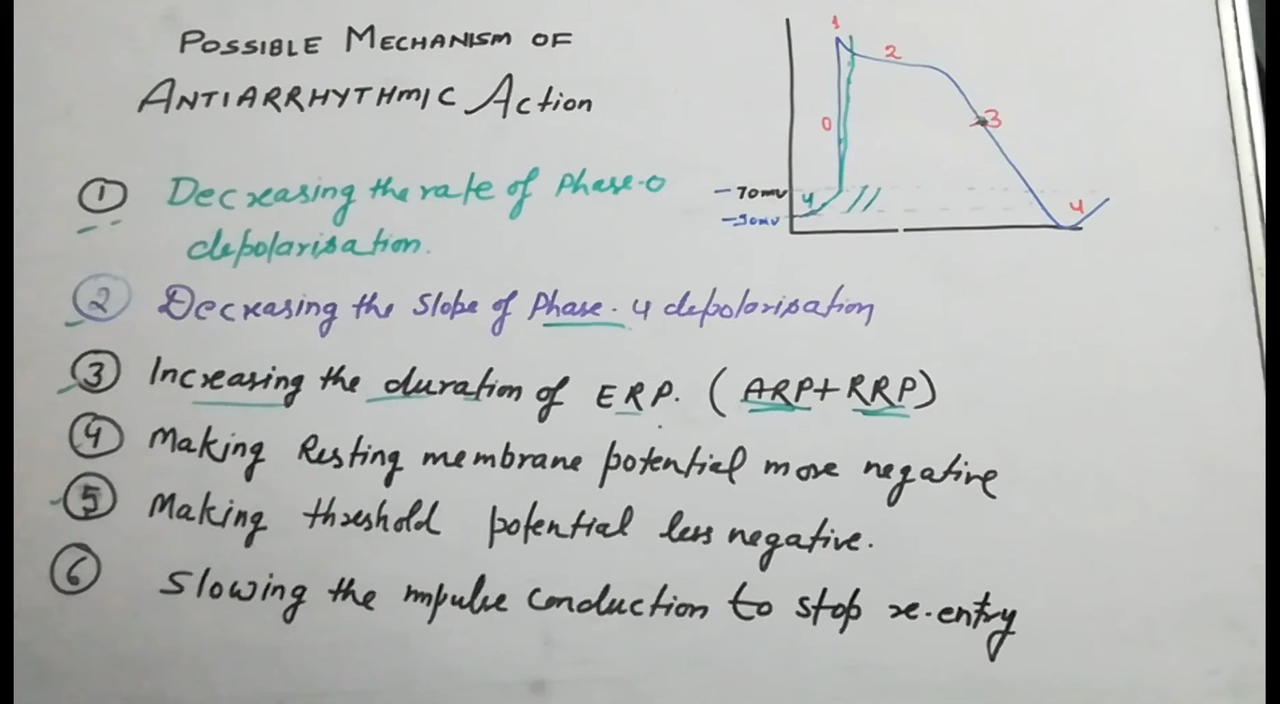 POSSIBLE MECHANISM OF
ANTIARRHYTHMIC Action
① Decreasing the rate of Phase-0
depolarisation.
② Decreasing the slope of Phase-4 depolarisation
③ Increasing the duration of ERP. (ARP+RRP)
④ Making Resting membrane potential more negative
⑤ Making threshold potential less negative.
⑥ Slowing the impulse conduction to stop re-entry
1
2
0
3
-70mv
4
-90mv
4